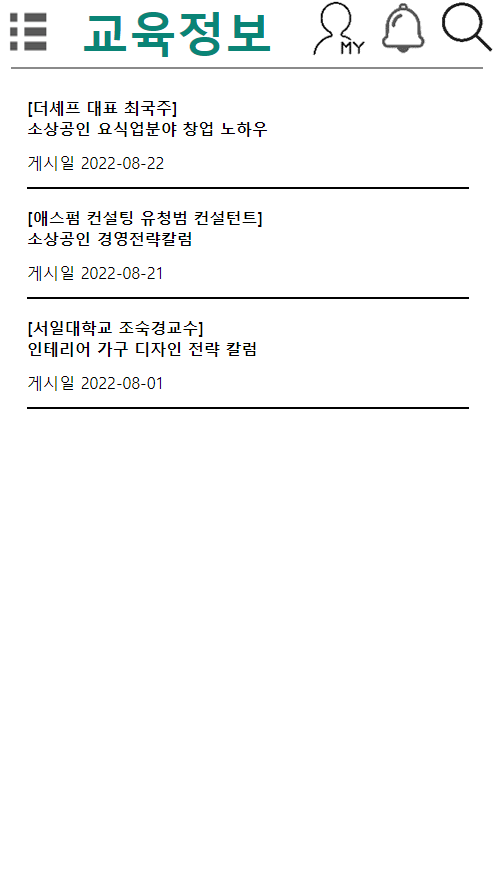 교육정보
MY
[더셰프 대표 최국주]
소상공인 요식업분야 창업 노하우
게시일 2022-08-22
[애스펌 컨설팅 유청범 컨설턴트]
소상공인 경영전략칼럼
게시일 2022-08-21
[서일대학교 조숙경교수]
인테리어 가구 디자인 전략 칼럼
게시일 2022-08-01